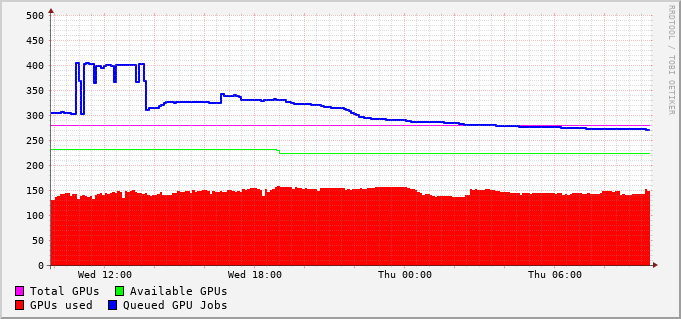 500
450
400
350
300
250
200
150
100
50
0
Wed 12:00 Wed 18:00 Thu 00:00 Thu 06:00
Total GPUs Available GPUs
GPUs used Queued GPU Jobs
RRDTOOL / TOBI OETIKER